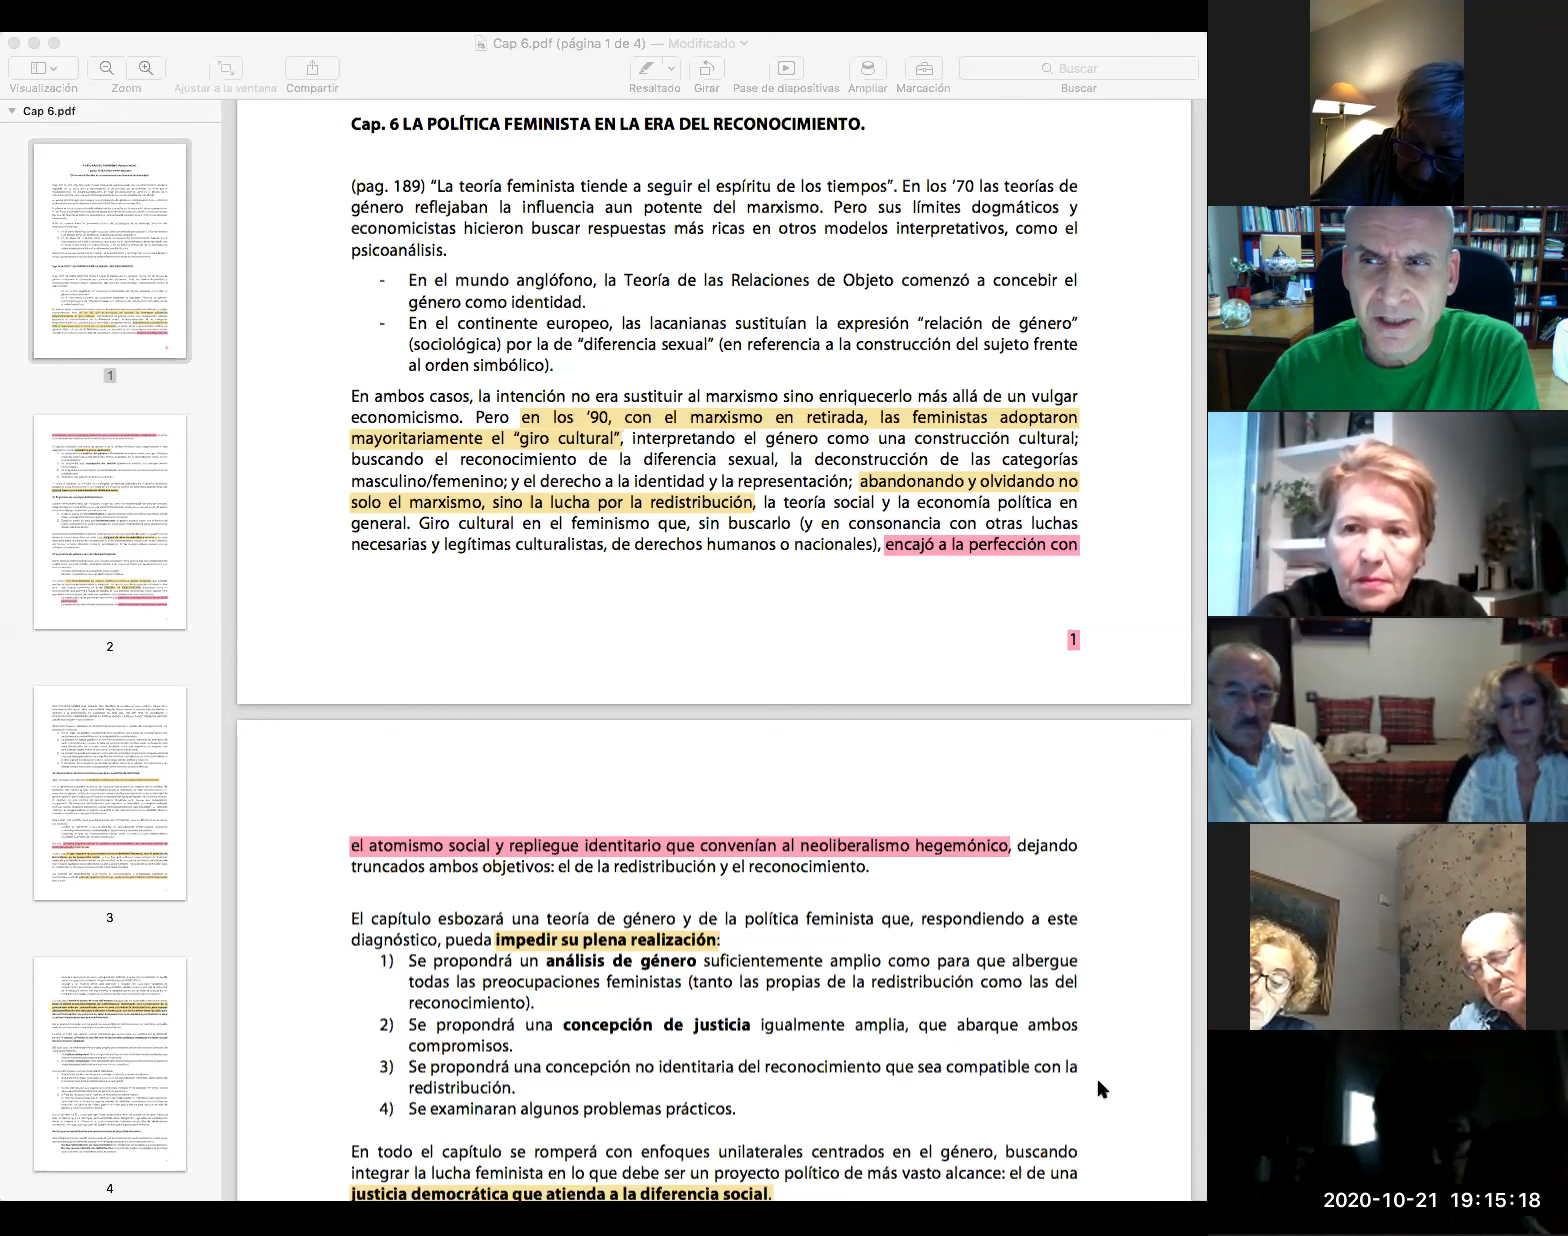 Cap 6.pdf (página 1 de 4) — Modificado
Visualización
Zoom
Ajustar a la ventana
Compartir
Resaltado
Girar
Pase de diapositivas
Ampliar
Marcación
Buscar
Buscar
Cap 6.pdf
1
2
3
4
Cap. 6 LA POLÍTICA FEMINISTA EN LA ERA DEL RECONOCIMIENTO.
(pag. 189) “La teoría feminista tiende a seguir el espíritu de los tiempos”. En los ’70 las teorías de
género reflejaban la influencia aun potente del marxismo. Pero sus límites dogmáticos y
economicistas hicieron buscar respuestas más ricas en otros modelos interpretativos, como el
psicoanálisis.
- En el mundo anglófono, la Teoría de las Relaciones de Objeto comenzó a concebir el
género como identidad.
- En el continente europeo, las lacanianas sustituían la expresión “relación de género”
(sociológica) por la de “diferencia sexual” (en referencia a la construcción del sujeto frente
al orden simbólico).
En ambos casos, la intención no era sustituir al marxismo sino enriquecerlo más allá de un vulgar
economicismo. Pero en los ’90, con el marxismo en retirada, las feministas adoptaron
mayoritariamente el “giro cultural”, interpretando el género como una construcción cultural;
buscando el reconocimiento de la diferencia sexual, la deconstrucción de las categorías
masculino/femenino; y el derecho a la identidad y la representación; abandonando y olvidando no
solo el marxismo, sino la lucha por la redistribución, la teoría social y la economía política en
general. Giro cultural en el feminismo que, sin buscarlo (y en consonancia con otras luchas
necesarias y legítimas culturalistas, de derechos humanos o nacionales), encajó a la perfección con
1
el atomismo social y repliegue identitario que convenían al neoliberalismo hegemónico, dejando
truncados ambos objetivos: el de la redistribución y el reconocimiento.
El capítulo esbozará una teoría de género y de la política feminista que, respondiendo a este
diagnóstico, pueda impedir su plena realización:
1) Se propondrá un análisis de género suficientemente amplio como para que albergue
todas las preocupaciones feministas (tanto las propias de la redistribución como las del
reconocimiento).
2) Se propondrá una concepción de justicia igualmente amplia, que abarque ambos
compromisos.
3) Se propondrá una concepción no identitaria del reconocimiento que sea compatible con la
redistribución.
4) Se examinaran algunos problemas prácticos.
En todo el capítulo se romperá con enfoques unilaterales centrados en el género, buscando
integrar la lucha feminista en lo que debe ser un proyecto político de más vasto alcance: el de una
justicia democrática que atienda a la diferencia social.
2020-10-21 19:15:18